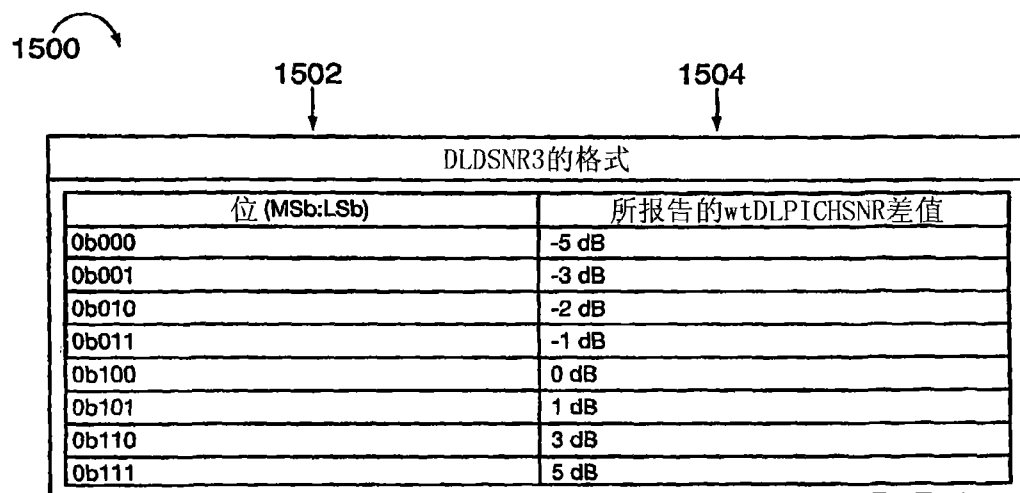 1500
1502 1504
DLDSNR3的格式
位 (MSb:LSb) 所报告的wtDLPICHSNR差值
0b000 -5 dB
0b001 -3 dB
0b010 -2 dB
0b011 -1 dB
0b100 0 dB
0b101 1 dB
0b110 3 dB
0b111 5 dB